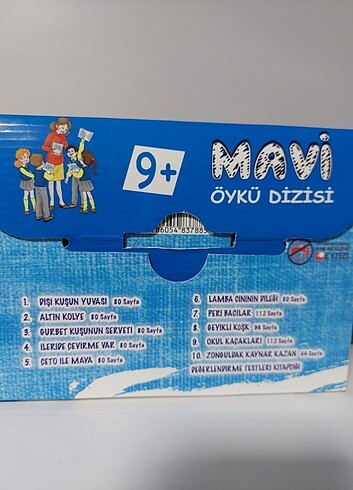 9+
MAVİ
ÖYKÜ DİZİSİ
1. DİŞİ KUŞUN YUVASI 80 Sayfa
2. ALTIN KOLYE 80 Sayfa
3. GURBET KUŞUNUN SERVETİ 80 Sayfa
4. İLERİDE ÇEVİRME VAR 80 Sayfa
5. ÇETO İLE MAYA 80 Sayfa
6. LAMBA CİNİNİN DİLEĞİ 80 Sayfa
7. PERİ BACILAR 112 Sayfa
8. GEYİKLİ KÖŞK 96 Sayfa
9. OKUL KAÇAKLARI 112 Sayfa
10. ZONGULDAK KAYNAR KAZAN 64 Sayfa
DEĞERLENDİRME TESTLERİ KİTAPÇIĞI